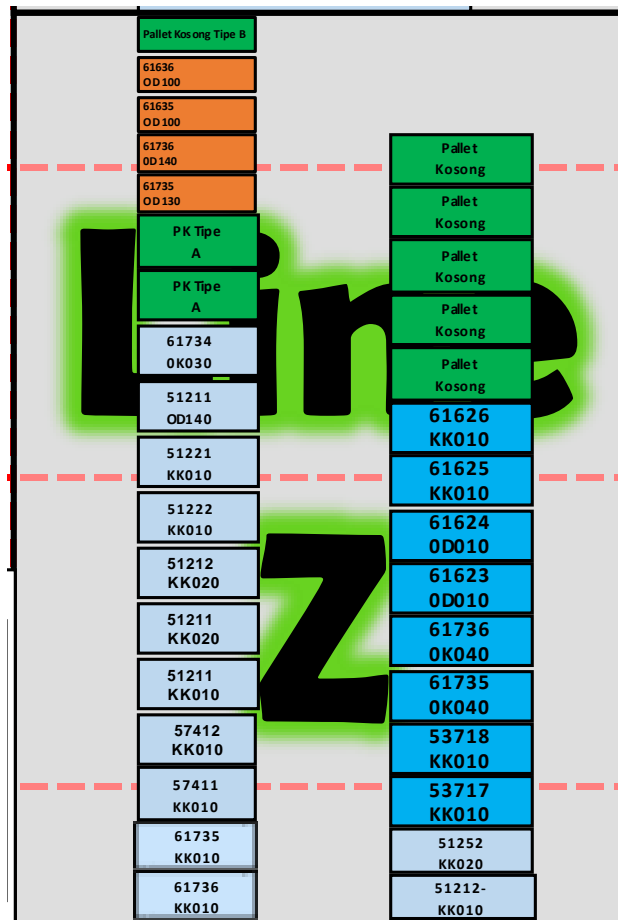 Pallet Kosong Tipe B
61636
OD100
61635
OD100
61736
0D140
61735
OD130
PK Tipe
A
PK Tipe
A
61734
0K030
51211
OD140
51221
KK010
51222
KK010
51212
KK020
51211
KK020
51211
KK010
57412
KK010
57411
KK010
61735
KK010
61736
KK010
Line
Z
Pallet
Kosong
Pallet
Kosong
Pallet
Kosong
Pallet
Kosong
Pallet
Kosong
61626
KK010
61625
KK010
61624
0D010
61623
0D010
61736
0K040
61735
0K040
53718
KK010
53717
KK010
51252
KK020
51212-
KK010